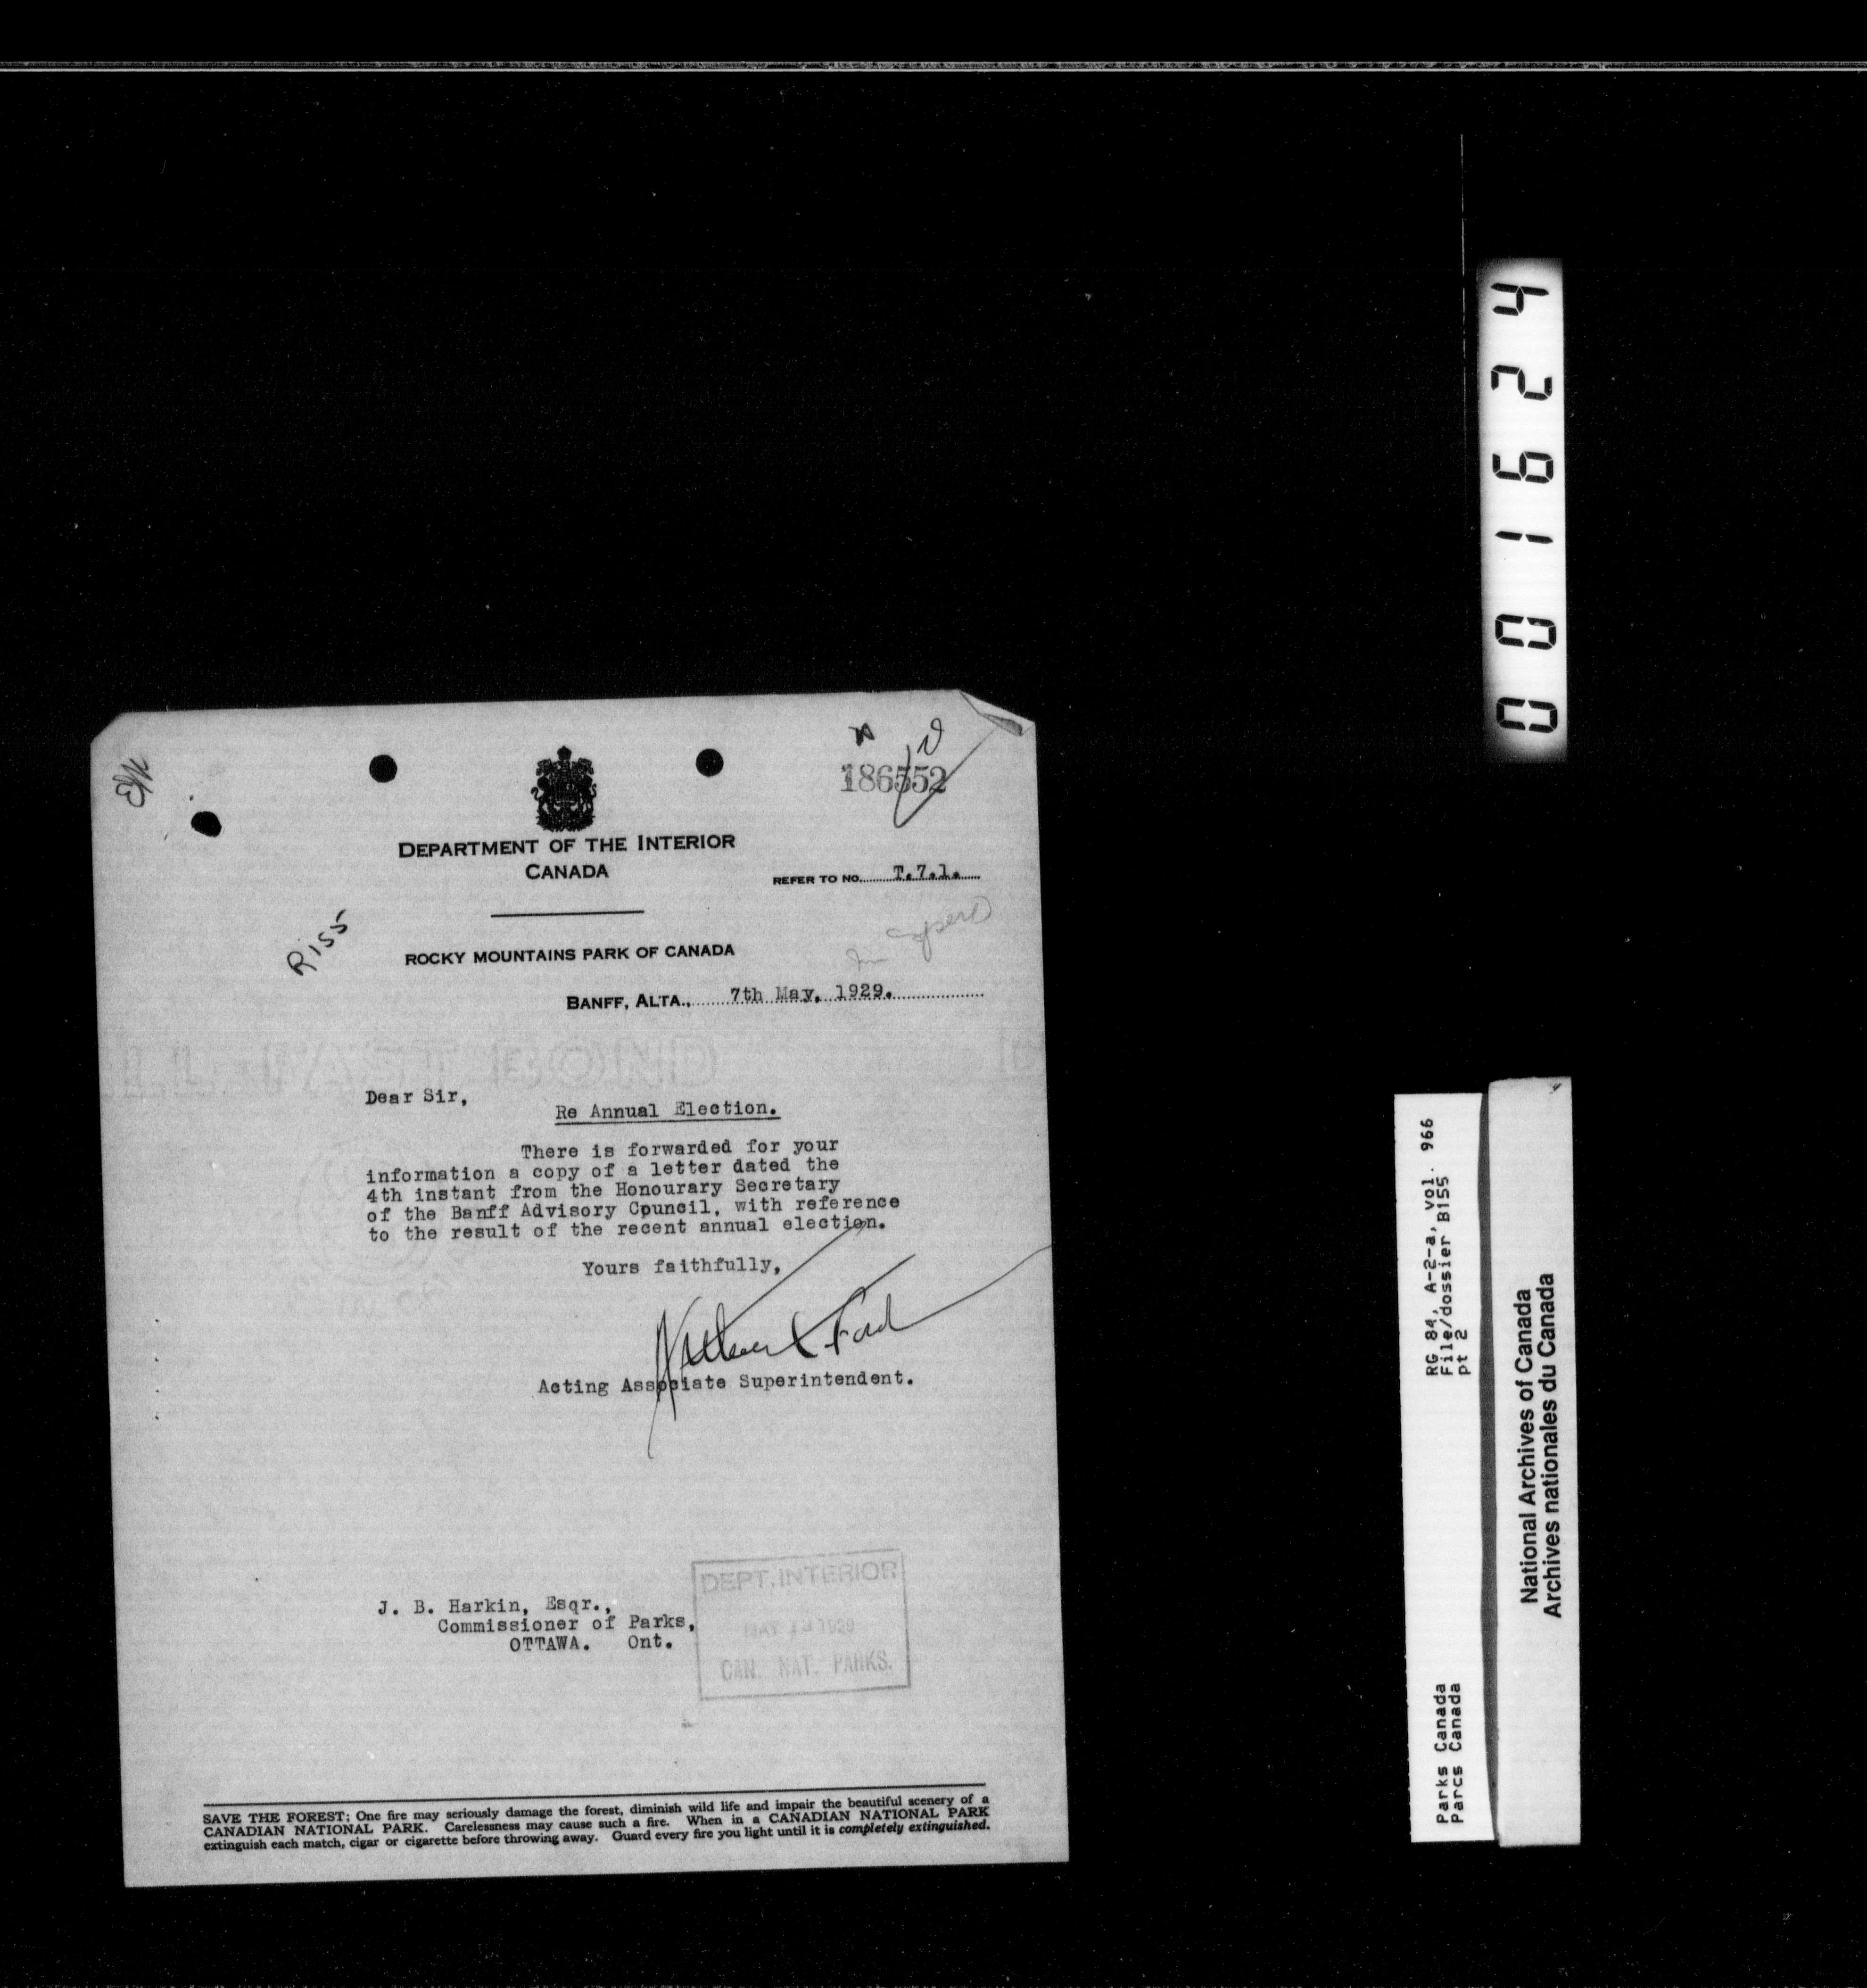 186552
DEPARTMENT OF THE INTERIOR
CANADA
REFER TO NO. T.7.1.
ROCKY MOUNTAINS PARK OF CANADA
BANFF, ALTA., 7th May, 1929.
Dear Sir,
Re Annual Election.
There is forwarded for your
information a copy of a letter dated the
4th instant from the Honourary Secretary
of the Banff Advisory Council, with reference
to the result of the recent annual election.
Yours faithfully,
Acting Associate Superintendent.
J. B. Harkin, Esqr.,
Commissioner of Parks,
OTTAWA. Ont.
DEPT. INTERIOR
MAY 1929
CAN. NAT. PARKS.
SAVE THE FOREST: One fire may seriously damage the forest, diminish wild life and impair the beautiful scenery of a
CANADIAN NATIONAL PARK. Carelessness may cause such a fire. When in a CANADIAN NATIONAL PARK
extinguish each match, cigar or cigarette before throwing away. Guard every fire you light until it is completely extinguished.
001624
RG 84, A-2-a, vol. 966
File/dossier B155
pt 2
Parks Canada
Parcs Canada
National Archives of Canada
Archives nationales du Canada